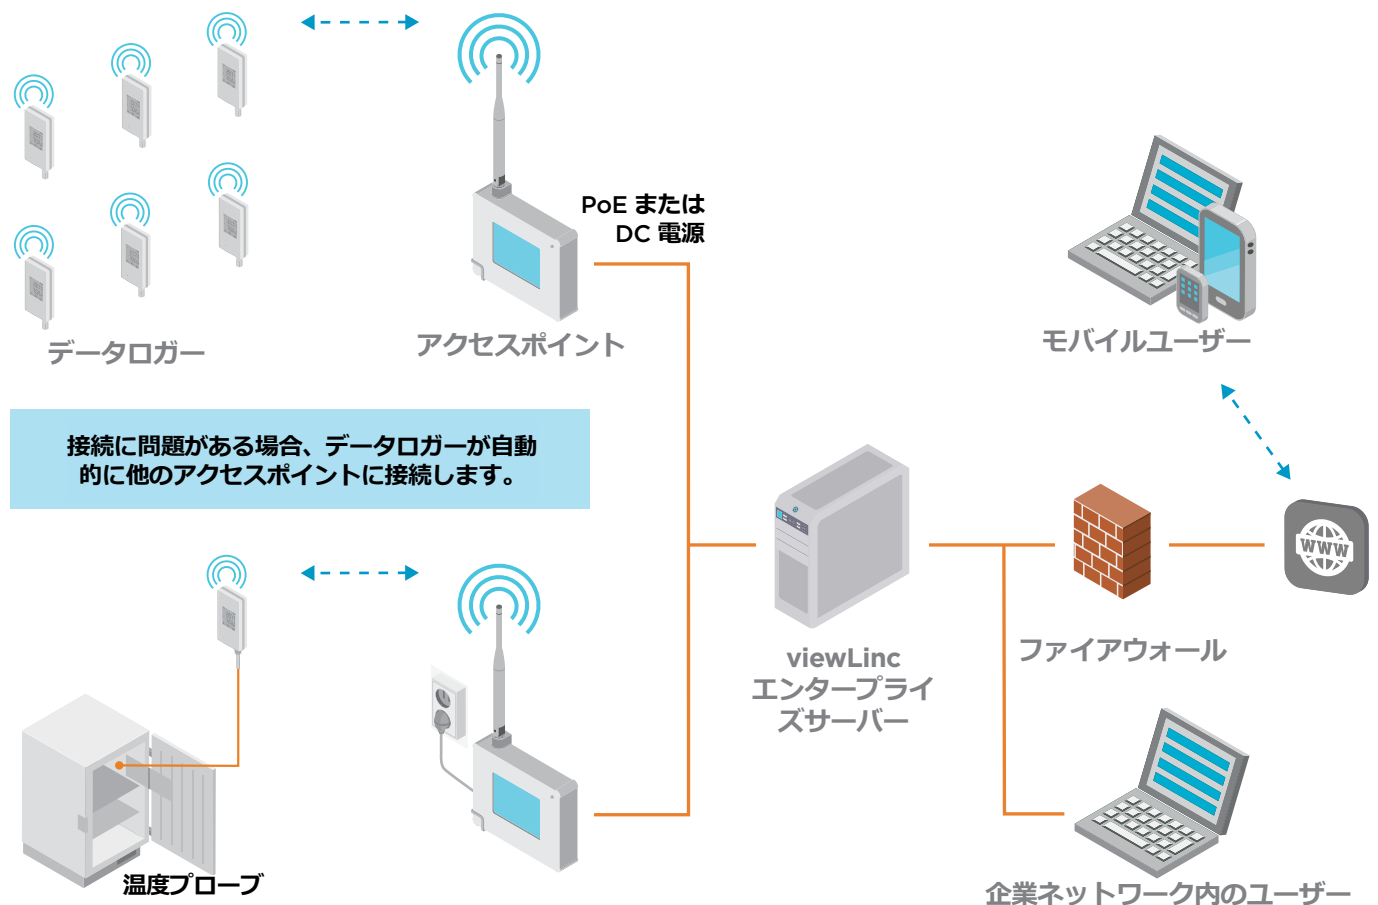 PoE または
DC 電源
データロガー
アクセスポイント
モバイルユーザー
接続に問題がある場合、データロガーが自動
的に他のアクセスポイントに接続します。
WWW
viewLinc
エンタープライ
ズサーバー
ファイアウォール
温度プローブ
企業ネットワーク内のユーザー